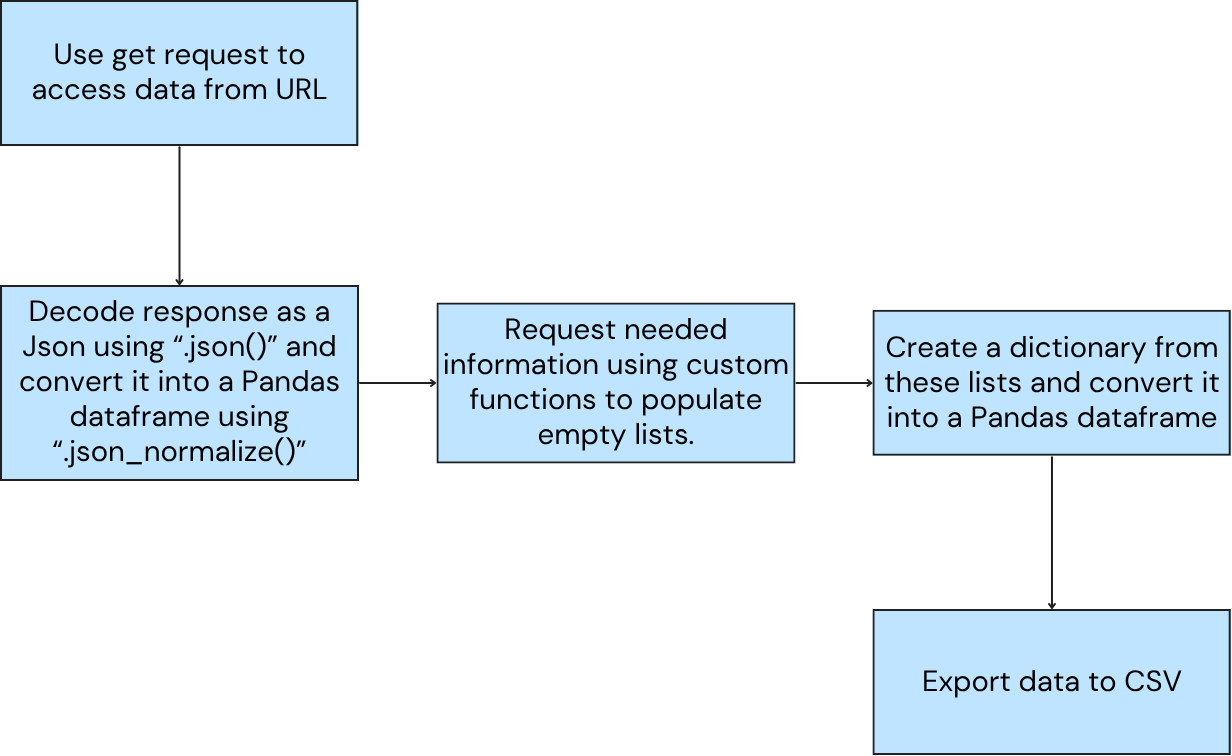 Use get request to
access data from URL
Decode response as a
Json using “.json()” and
convert it into a Pandas
dataframe using
“.json_normalize()”
Request needed
information using custom
functions to populate
empty lists.
Create a dictionary from
these lists and convert it
into a Pandas dataframe
Export data to CSV